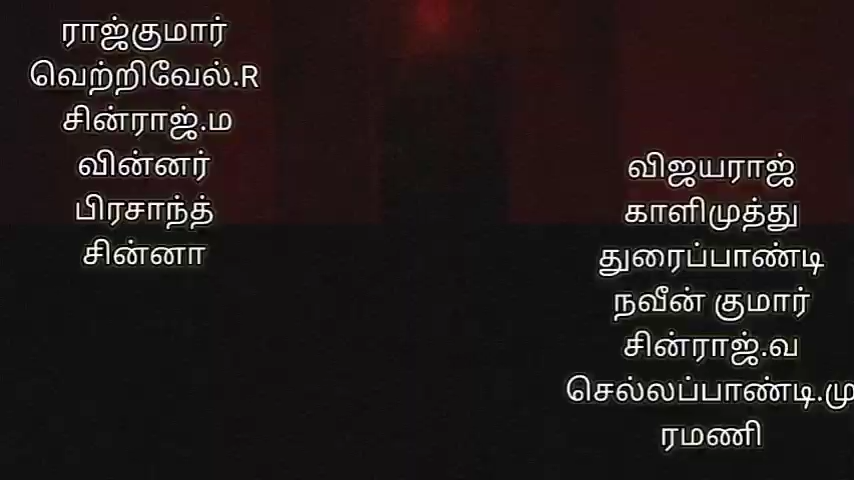 ராஜ்குமார்
வெற்றிவேல்.R
சின்ராஜ்.ம
வின்னர்
பிரசாந்த்
சின்னா
விஜயராஜ்
காளிமுத்து
துரைப்பாண்டி
நவீன் குமார்
சின்ராஜ்.வ
செல்லப்பாண்டி.மு
ரமணி